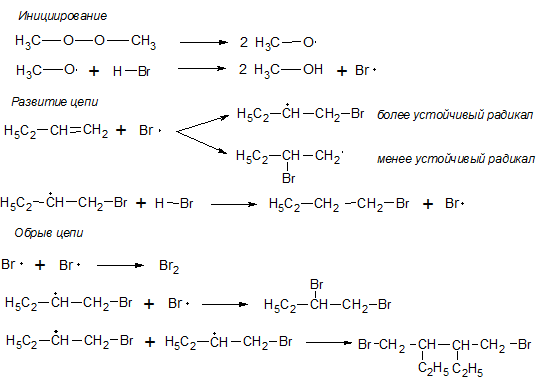 Инициирование
H3C—O—O—CH3 → 2 H3C—O·
H3C—O· + H—Br → 2 H3C—OH + Br·
Развитие цепи
H5C2—CH=CH2 + Br·
H5C2—ĊH—CH2—Br более устойчивый радикал
H5C2—CH—CH2· менее устойчивый радикал
Br
H5C2—ĊH—CH2—Br + H—Br → H5C2—CH2—CH2—Br + Br·
Обрыв цепи
Br· + Br· → Br2
Br
H5C2—ĊH—CH2—Br + Br· → H5C2—CH—CH2—Br
H5C2—ĊH—CH2—Br + H5C2—ĊH—CH2—Br → Br-CH2—CH—CH—CH2—Br
C2H5 C2H5